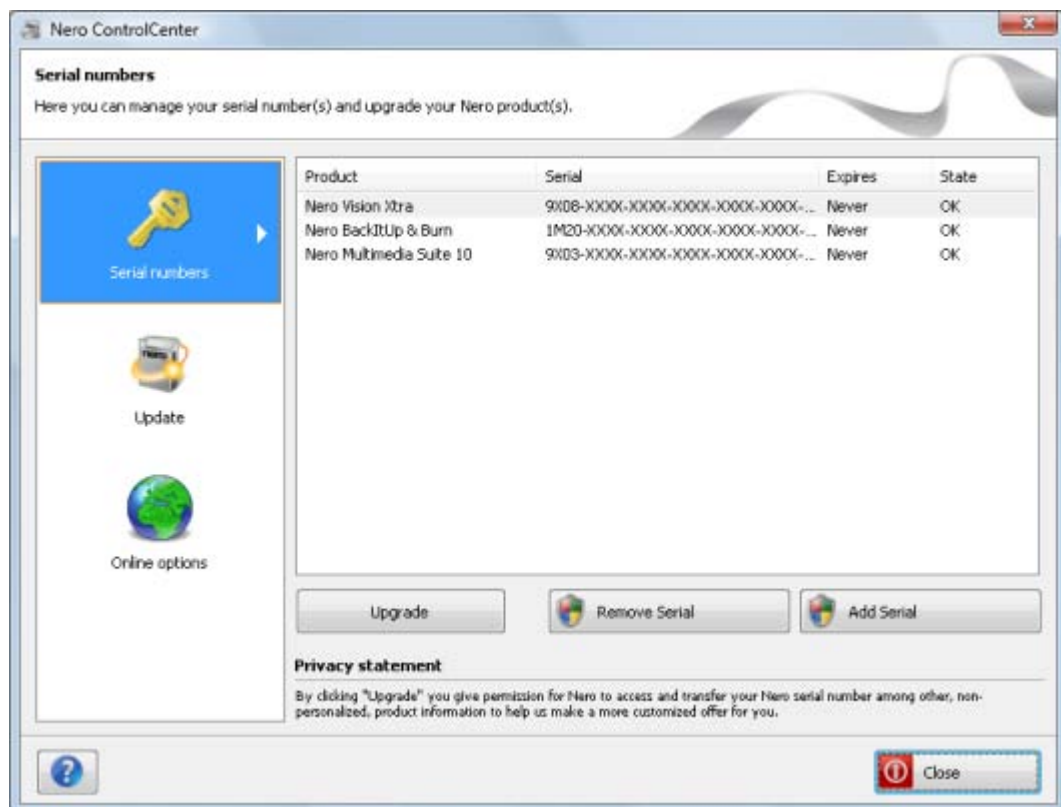 Nero ControlCenter
Serial numbers
Here you can manage your serial number(s) and upgrade your Nero product(s).
Serial numbers
Update
Online options
Product Serial Expires State
Nero Vision Xtra 9X08-XXXX-XXXX-XXXX-XXXX-XXXX-... Never OK
Nero BackItUp & Burn 1M20-XXXX-XXXX-XXXX-XXXX-XXXX-... Never OK
Nero Multimedia Suite 10 9X03-XXXX-XXXX-XXXX-XXXX-XXXX-... Never OK
Upgrade Remove Serial Add Serial
Privacy statement
By clicking "Upgrade" you give permission for Nero to access and transfer your Nero serial number among other, non-
personalized, product information to help us make a more customized offer for you.
Close